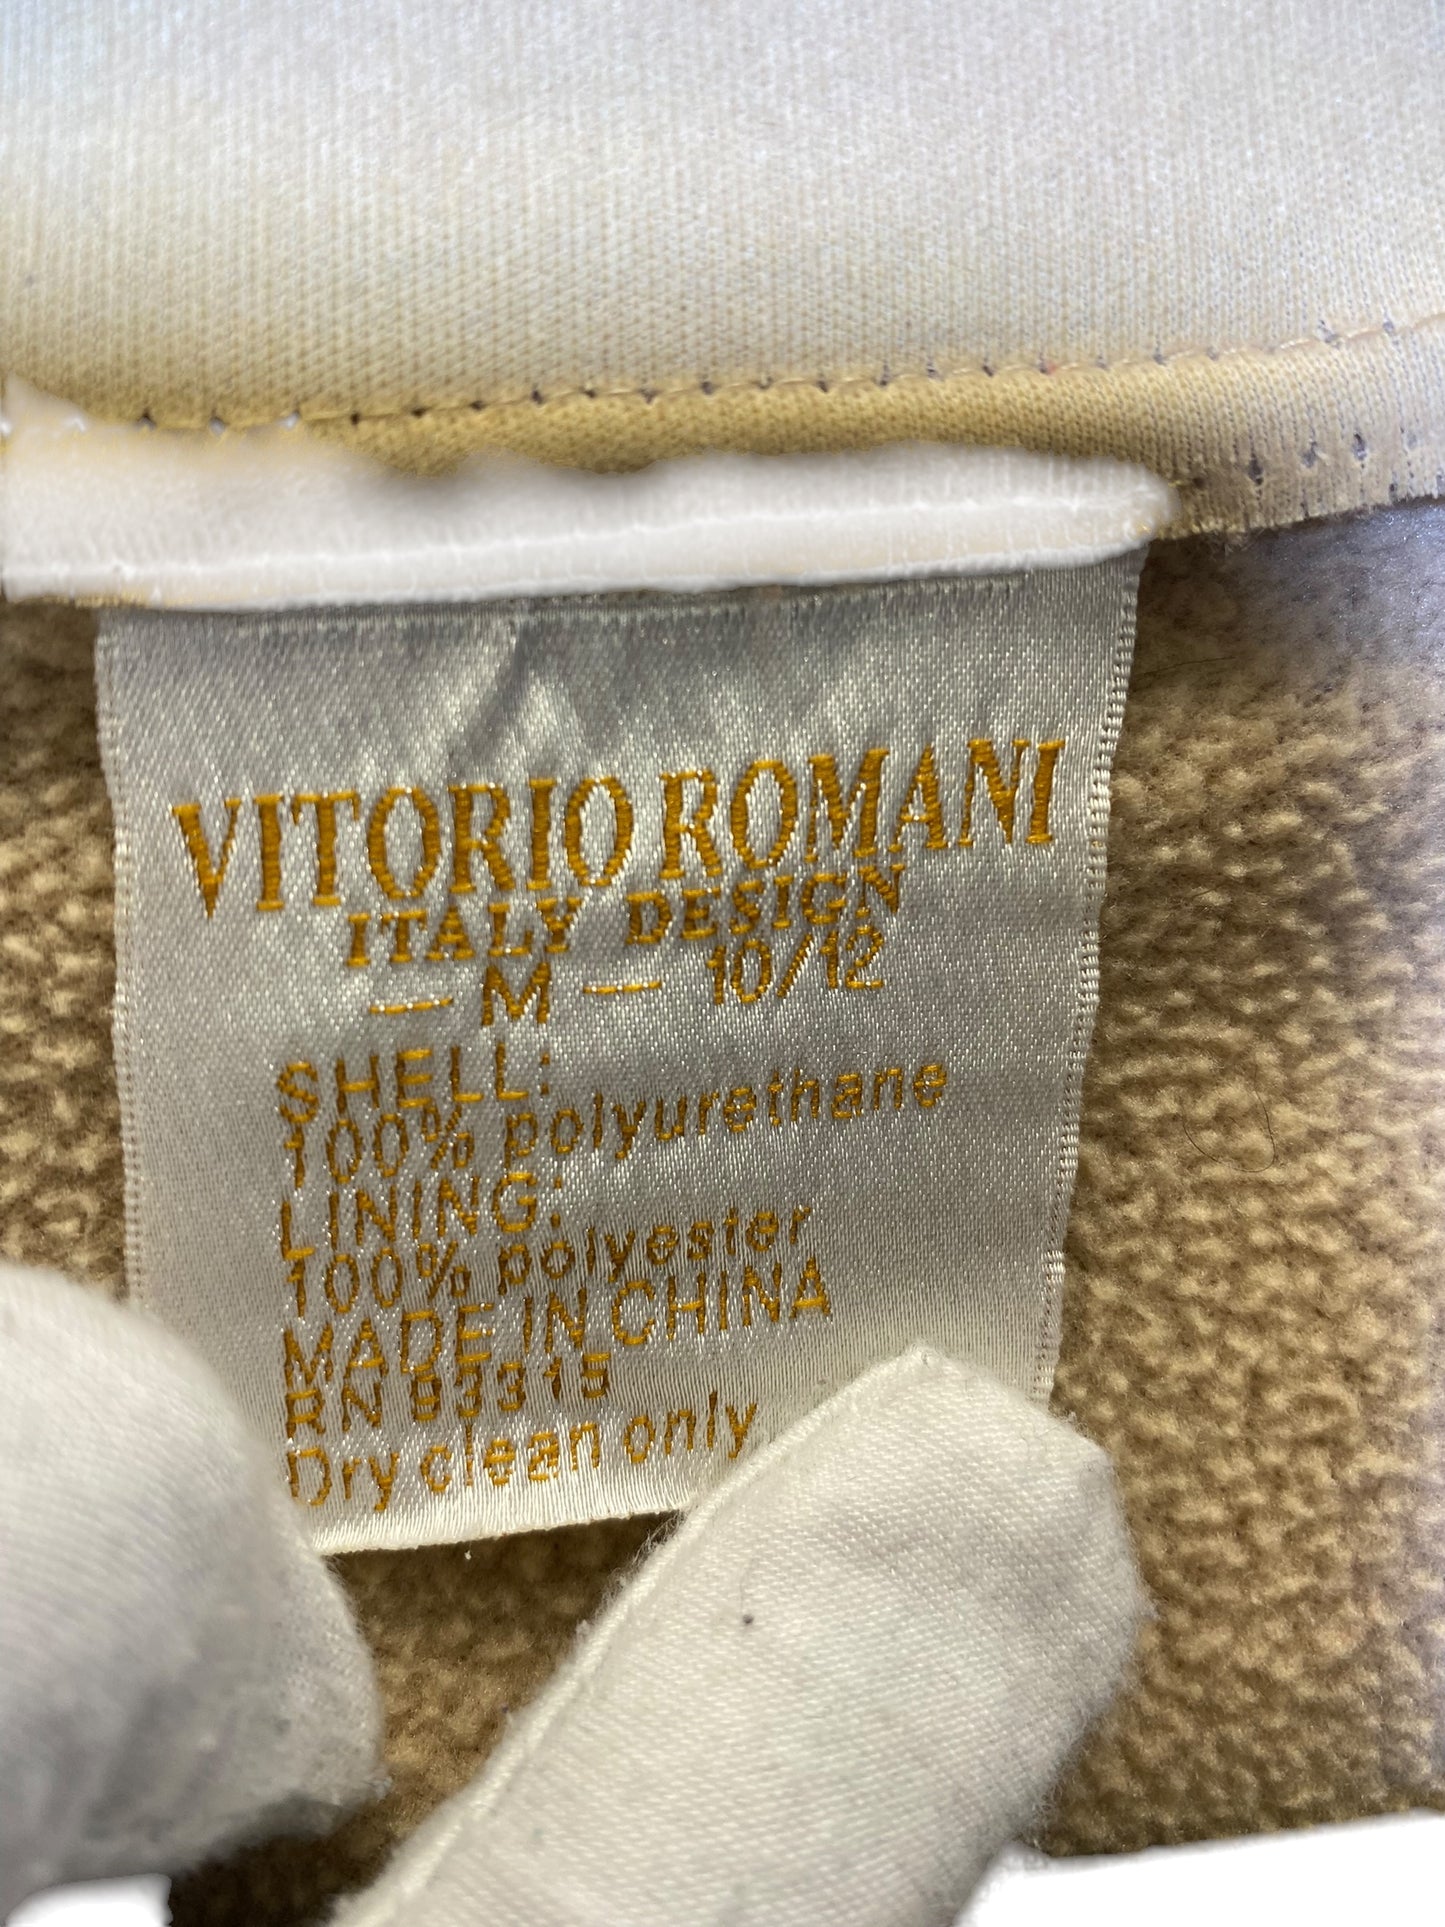 VITORIO ROMANI
ITALY DESIGN
— M — 10/12
SHELL:
100% polyurethane
LINING:
100% polyester
MADE IN CHINA
RN 83315
Dry clean only